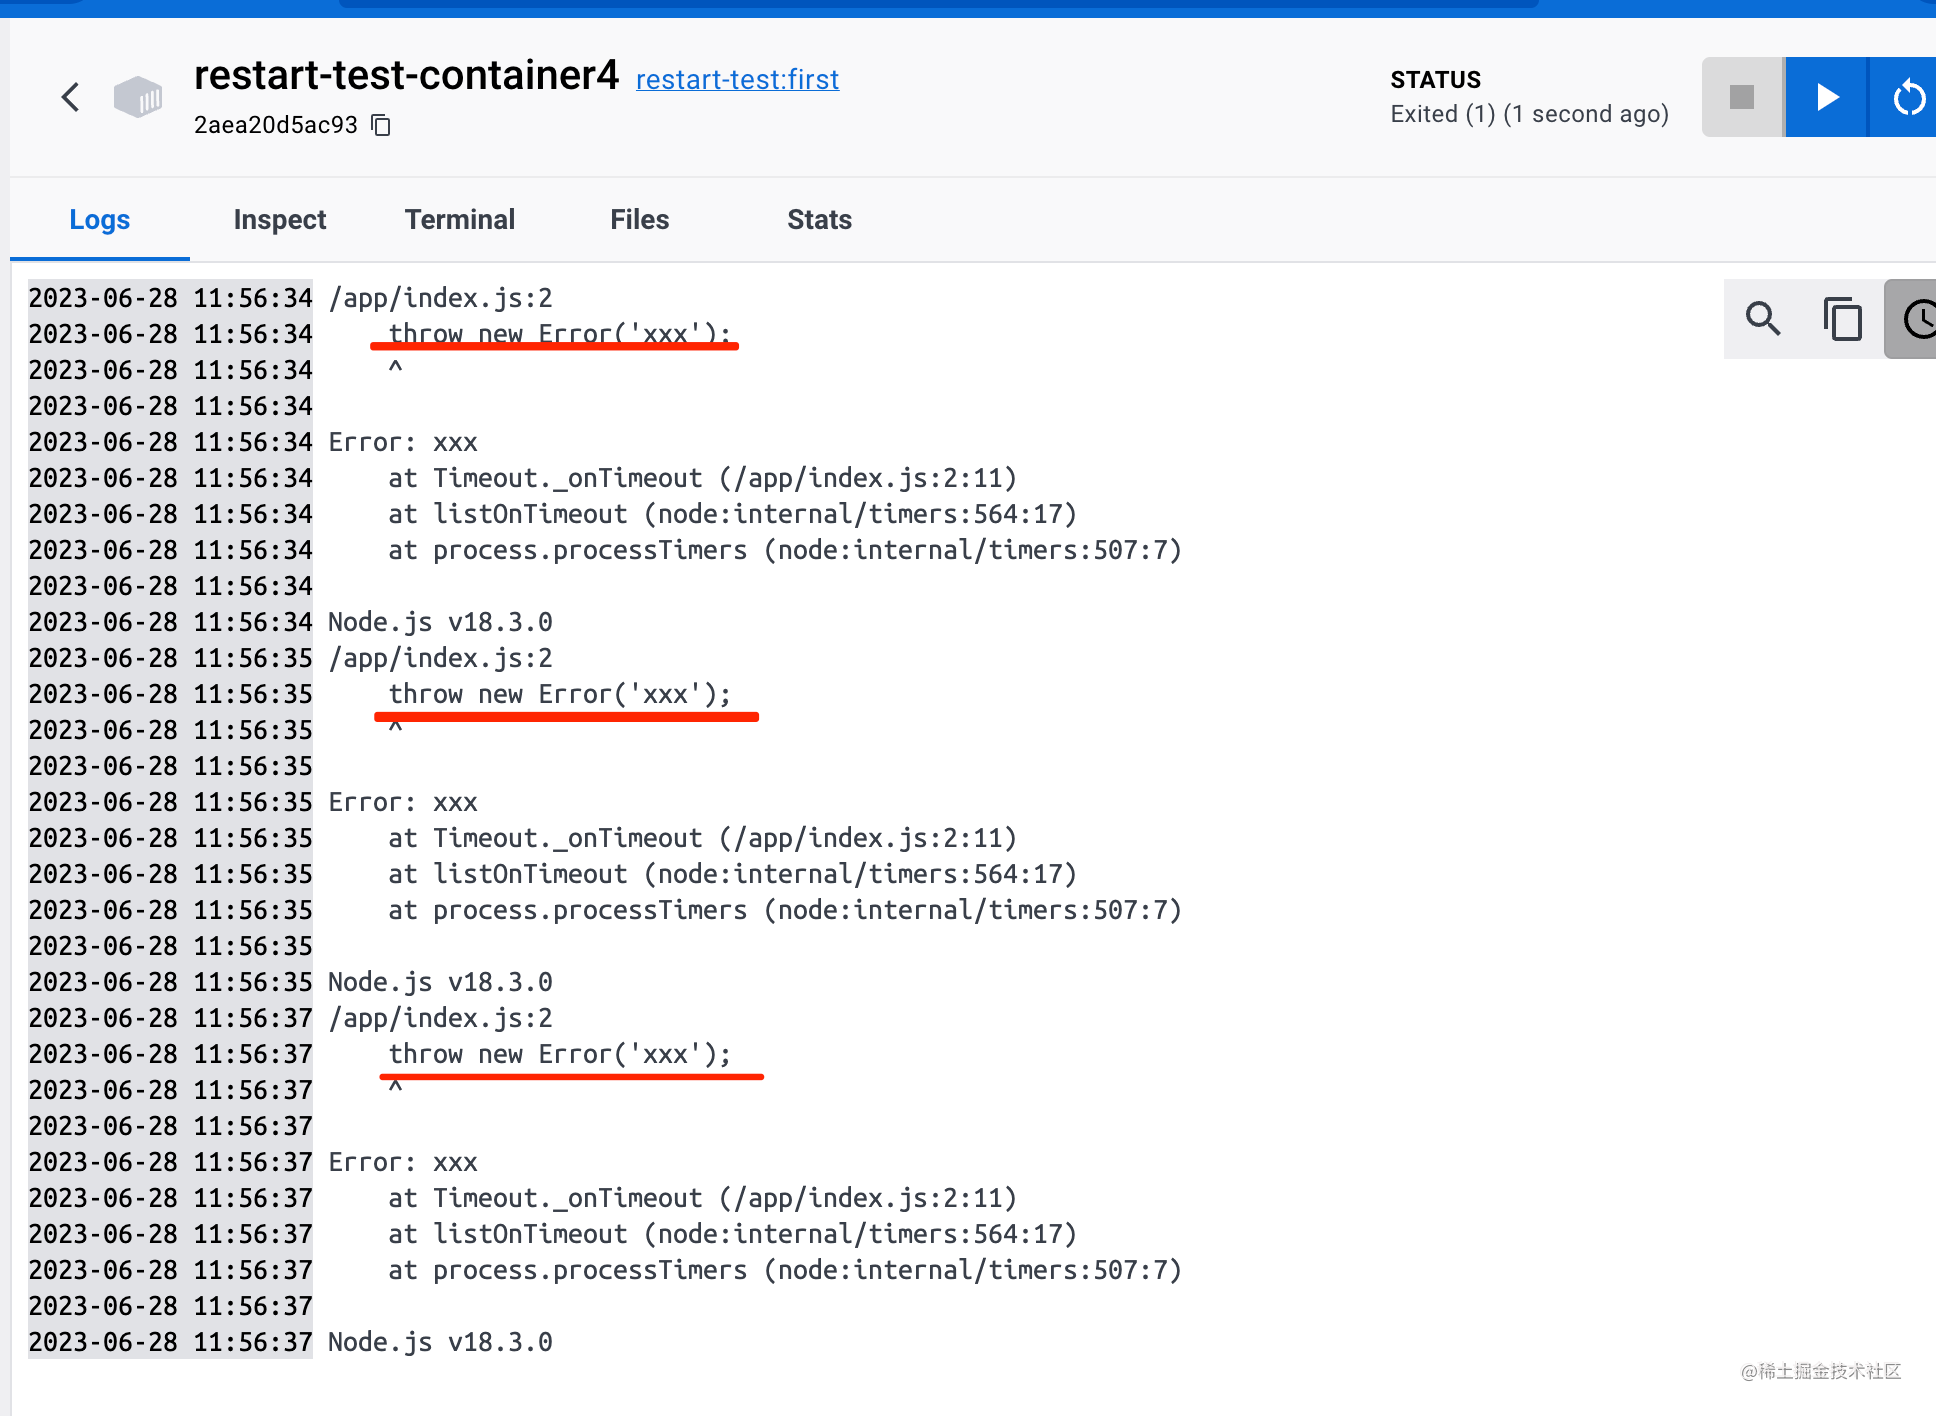 restart-test-container4 restart-test:first
2aea20d5ac93
STATUS
Exited (1) (1 second ago)
Logs Inspect Terminal Files Stats
2023-06-28 11:56:34 /app/index.js:2
2023-06-28 11:56:34     throw new Error('xxx');
2023-06-28 11:56:34     ^
2023-06-28 11:56:34
2023-06-28 11:56:34 Error: xxx
2023-06-28 11:56:34     at Timeout._onTimeout (/app/index.js:2:11)
2023-06-28 11:56:34     at listOnTimeout (node:internal/timers:564:17)
2023-06-28 11:56:34     at process.processTimers (node:internal/timers:507:7)
2023-06-28 11:56:34
2023-06-28 11:56:34 Node.js v18.3.0
2023-06-28 11:56:35 /app/index.js:2
2023-06-28 11:56:35     throw new Error('xxx');
2023-06-28 11:56:35     ^
2023-06-28 11:56:35
2023-06-28 11:56:35 Error: xxx
2023-06-28 11:56:35     at Timeout._onTimeout (/app/index.js:2:11)
2023-06-28 11:56:35     at listOnTimeout (node:internal/timers:564:17)
2023-06-28 11:56:35     at process.processTimers (node:internal/timers:507:7)
2023-06-28 11:56:35
2023-06-28 11:56:35 Node.js v18.3.0
2023-06-28 11:56:37 /app/index.js:2
2023-06-28 11:56:37     throw new Error('xxx');
2023-06-28 11:56:37     ^
2023-06-28 11:56:37
2023-06-28 11:56:37 Error: xxx
2023-06-28 11:56:37     at Timeout._onTimeout (/app/index.js:2:11)
2023-06-28 11:56:37     at listOnTimeout (node:internal/timers:564:17)
2023-06-28 11:56:37     at process.processTimers (node:internal/timers:507:7)
2023-06-28 11:56:37
2023-06-28 11:56:37 Node.js v18.3.0
@稀土掘金技术社区